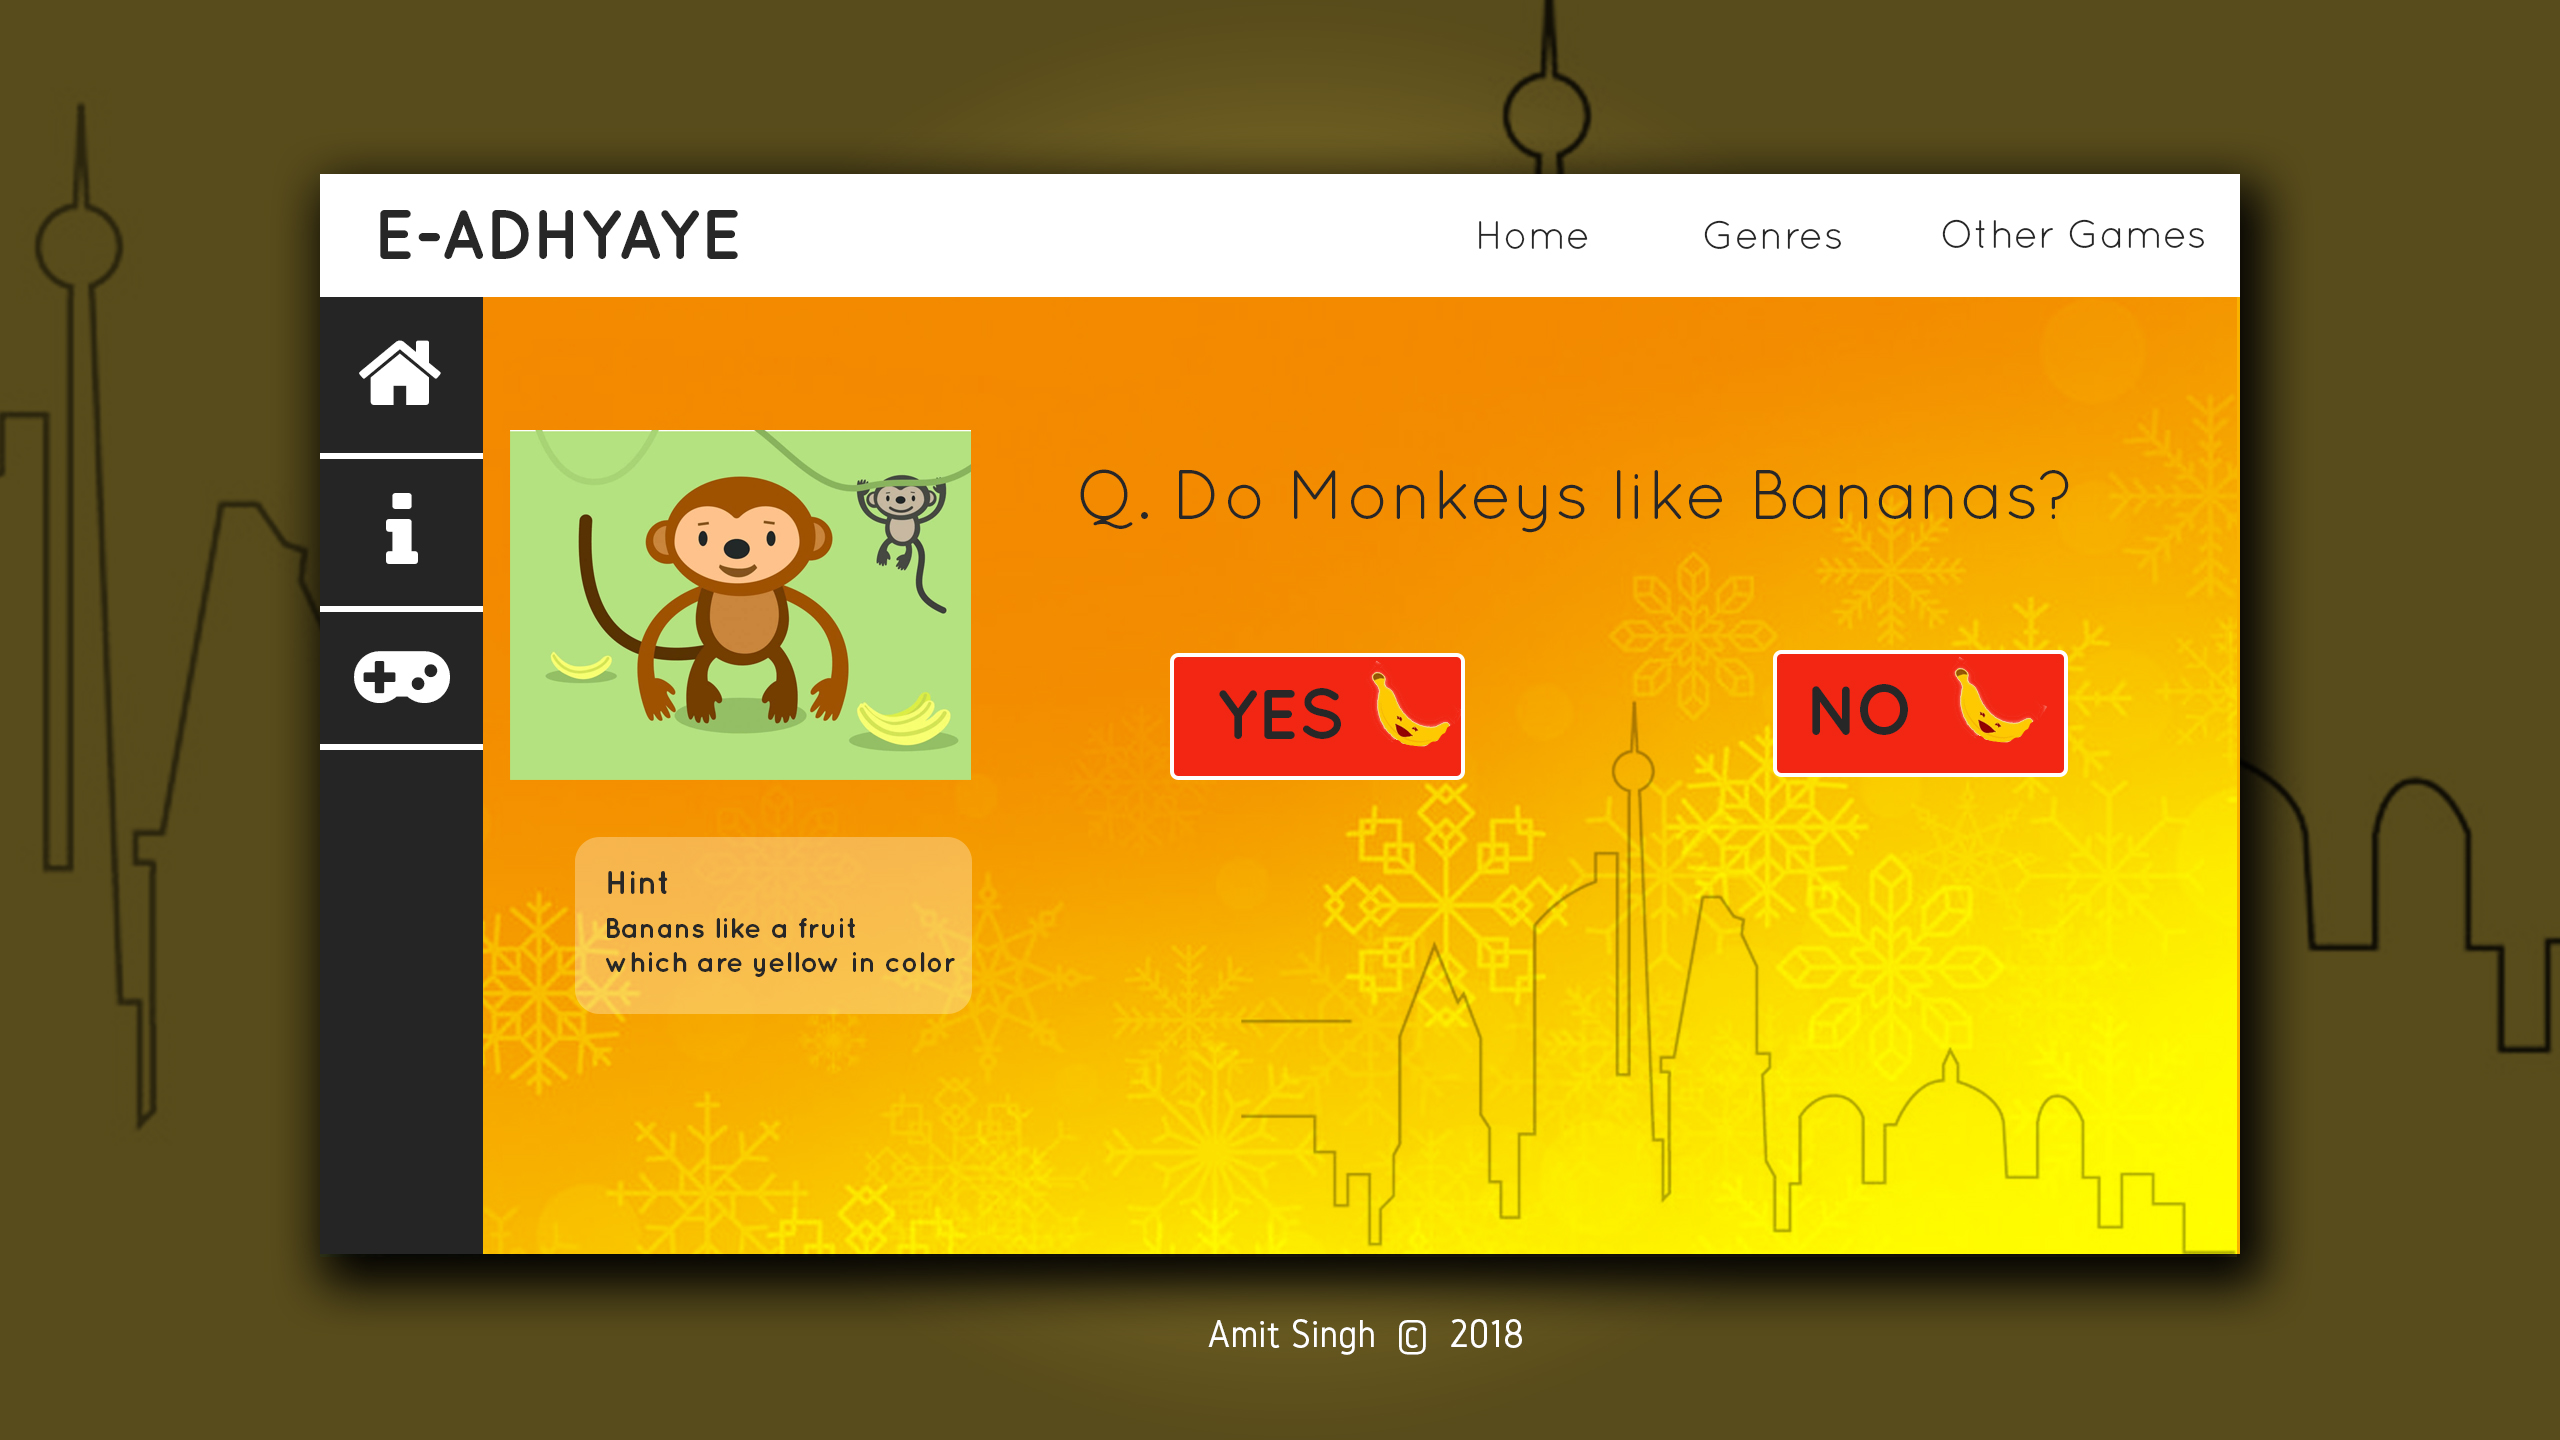 E-ADHYAYE
Home
Genres
Other Games
Q. Do Monkeys like Bananas?
YES
NO
Hint
Banans like a fruit
which are yellow in color
Amit Singh © 2018